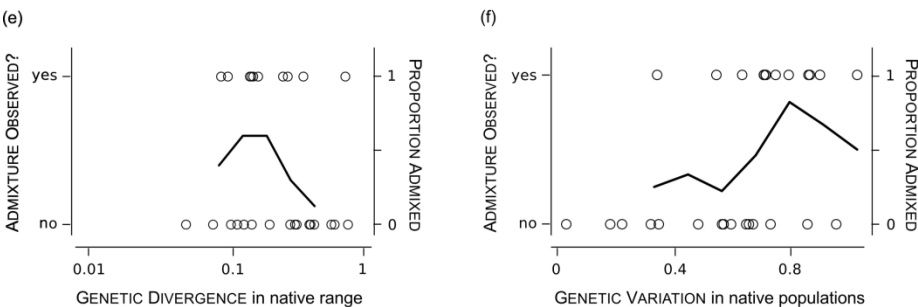 (e)
ADMIXTURE OBSERVED?
yes
no
1
0
PROPORTION ADMIXED
0.01
0.1
1
GENETIC DIVERGENCE in native range
(f)
ADMIXTURE OBSERVED?
yes
no
1
0
PROPORTION ADMIXED
0
0.4
0.8
GENETIC VARIATION in native populations